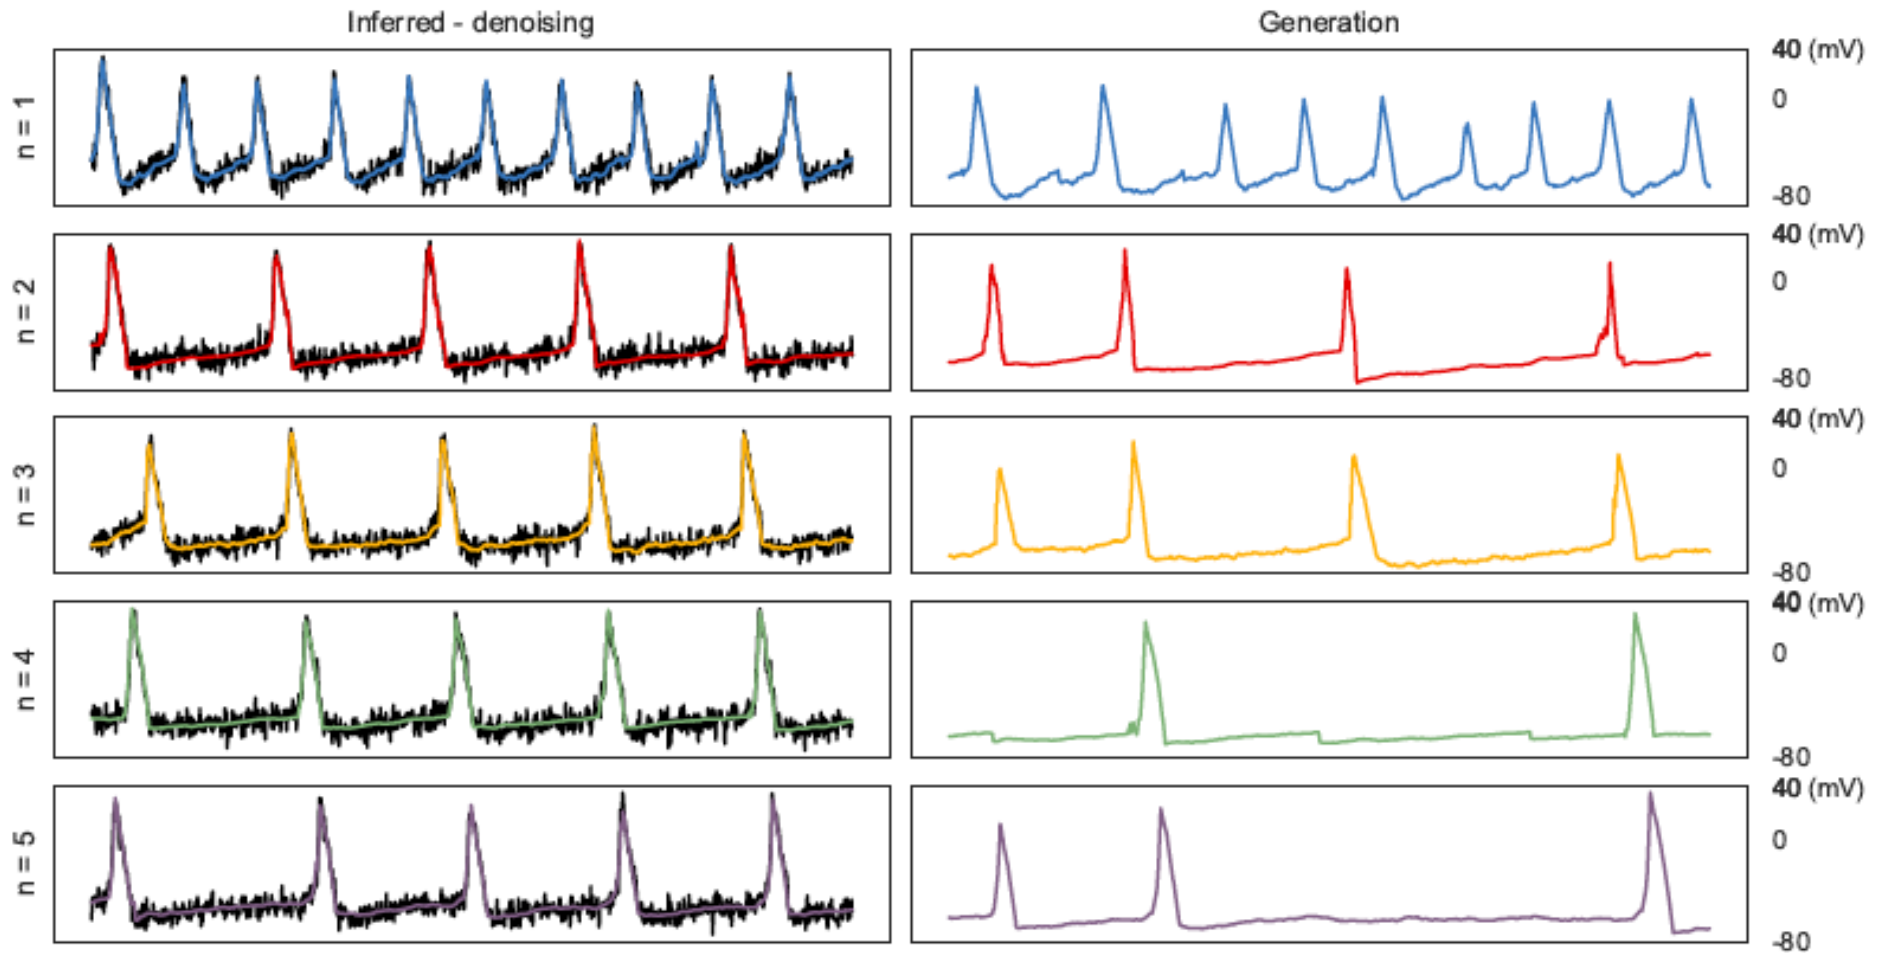 Inferred - denoising
Generation
n = 1
40 (mV)
0
-80
n = 2
40 (mV)
0
-80
n = 3
40 (mV)
0
-80
n = 4
40 (mV)
0
-80
n = 5
40 (mV)
0
-80